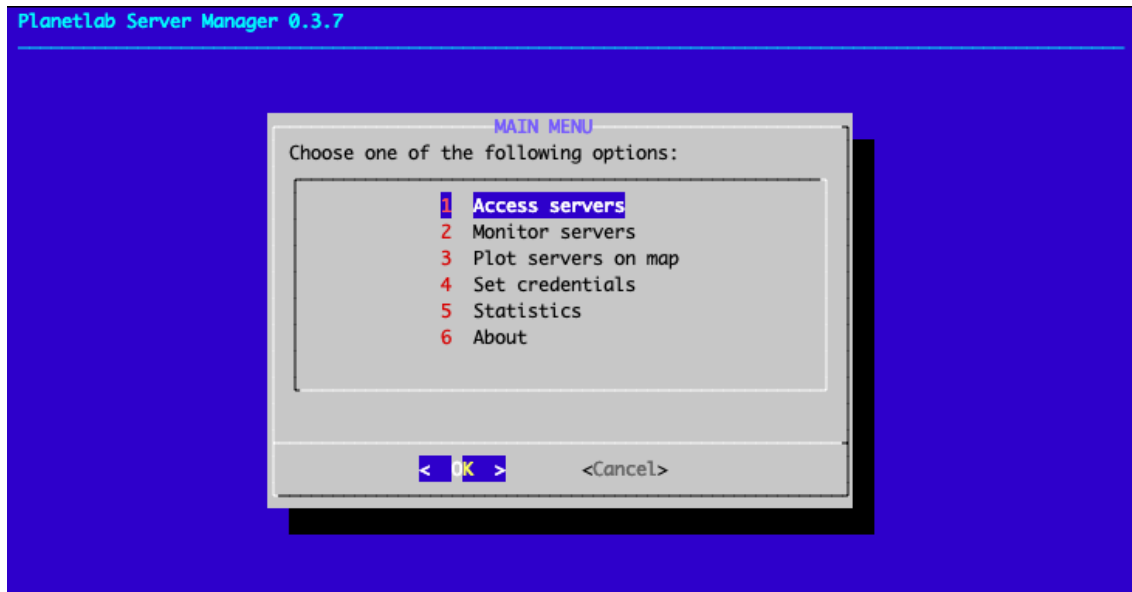 Planetlab Server Manager 0.3.7
MAIN MENU
Choose one of the following options:
1 Access servers
2 Monitor servers
3 Plot servers on map
4 Set credentials
5 Statistics
6 About
< OK > <Cancel>